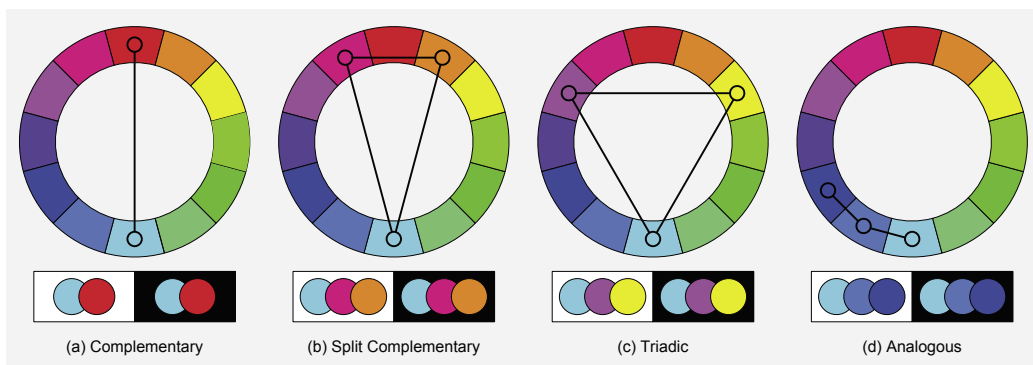 (a) Complementary
(b) Split Complementary
(c) Triadic
(d) Analogous